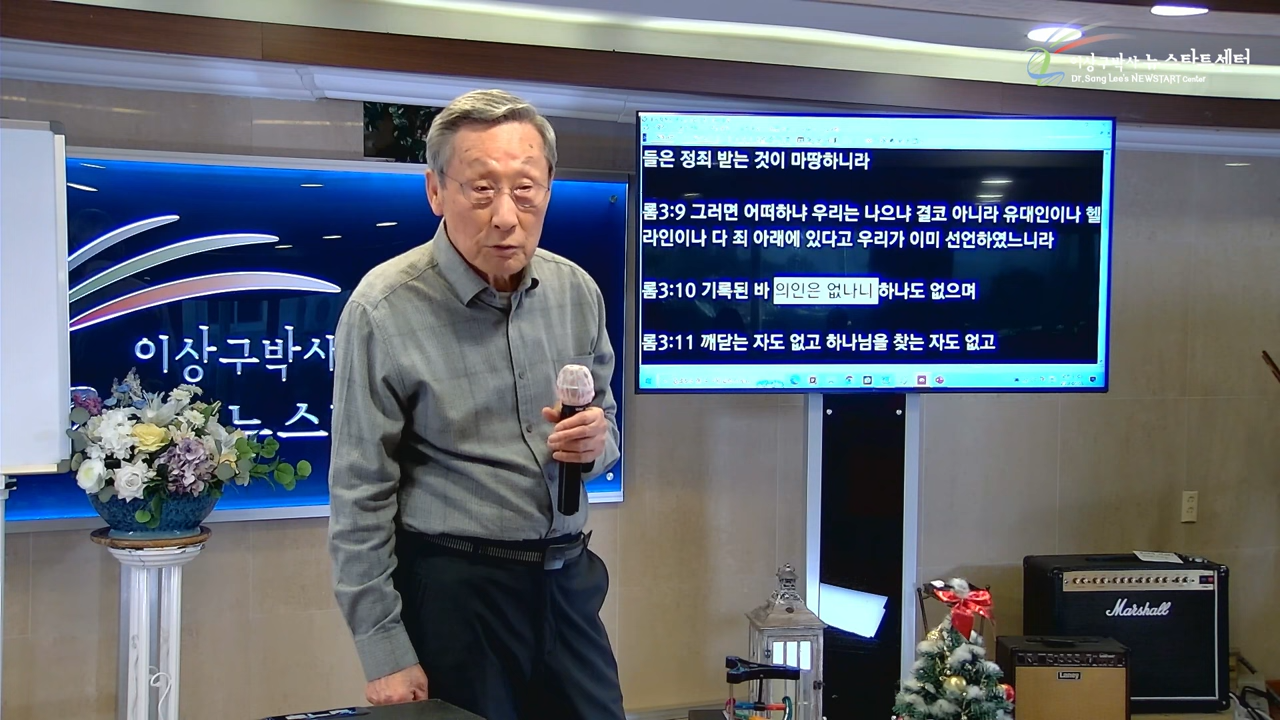 이상구박사 뉴스타트센터
Dr. Sang Lee's NEWSTART Center
들은 정죄 받는 것이 마땅하니라
롬3:9 그러면 어떠하냐 우리는 나으냐 결코 아니라 유대인이나 헬
라인이나 다 죄 아래에 있다고 우리가 이미 선언하였느니라
롬3:10 기록된 바 의인은 없나니 하나도 없으며
롬3:11 깨닫는 자도 없고 하나님을 찾는 자도 없고
이상구박사
뉴스
Marshall
Laney